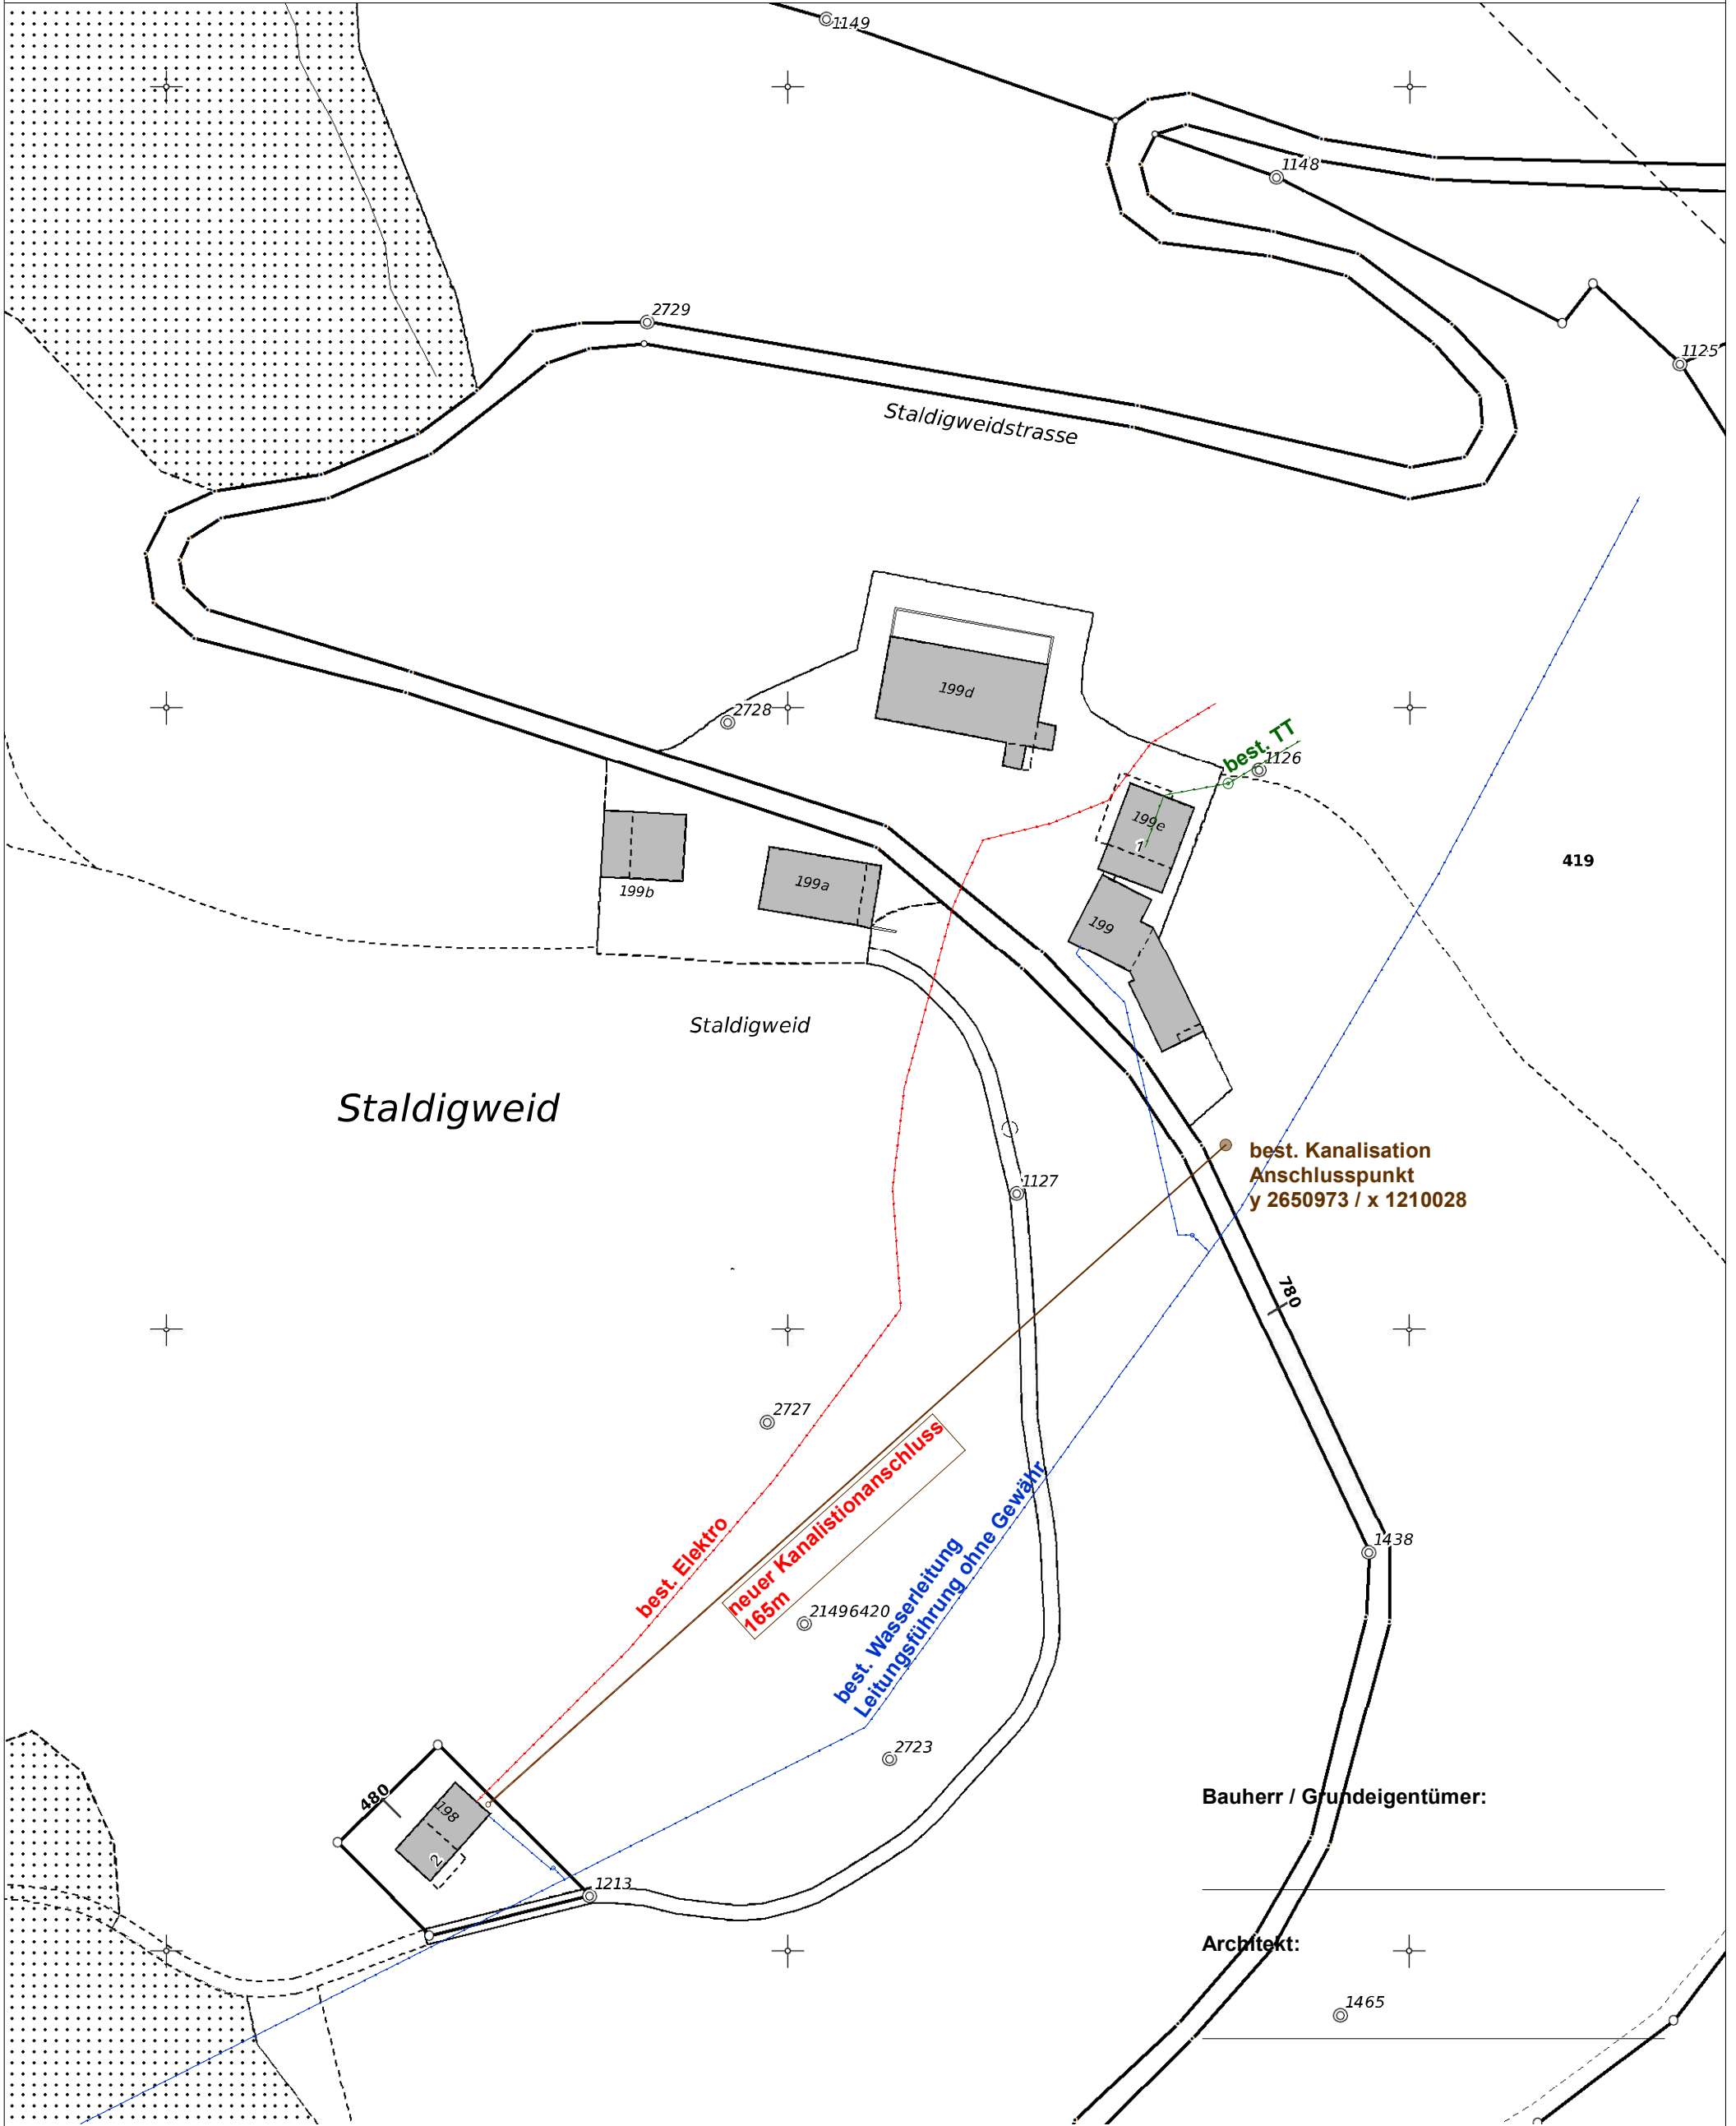 1149
1148
2729
1125
Staldigweidstrasse
199d
2728
best. TT
1126
199e
1
419
199b
199a
199
Staldigweid
Staldigweid
best. Kanalisation
Anschlusspunkt
y 2650973 / x 1210028
1127
780
2727
neuer Kanalistionanschluss
165m
best. Elektro
best. Wasserleitung
Leitungsführung ohne Gewähr
1438
21496420
2723
480
198
2
1213
Bauherr / Grundeigentümer:
Architekt:
1465